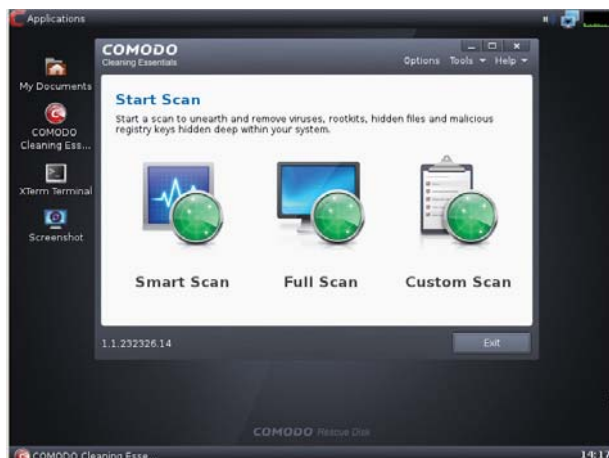 Applications
COMODO
Cleaning Essentials
Options Tools Help
My Documents
COMODO
Cleaning Ess...
XTerm Terminal
Screenshot
Start Scan
Start a scan to unearth and remove viruses, rootkits, hidden files and malicious
registry keys hidden deep within your system.
Smart Scan
Full Scan
Custom Scan
1.1.232326.14
Exit
COMODO Rescue Disk
COMODO Cleaning Esse...
14:17